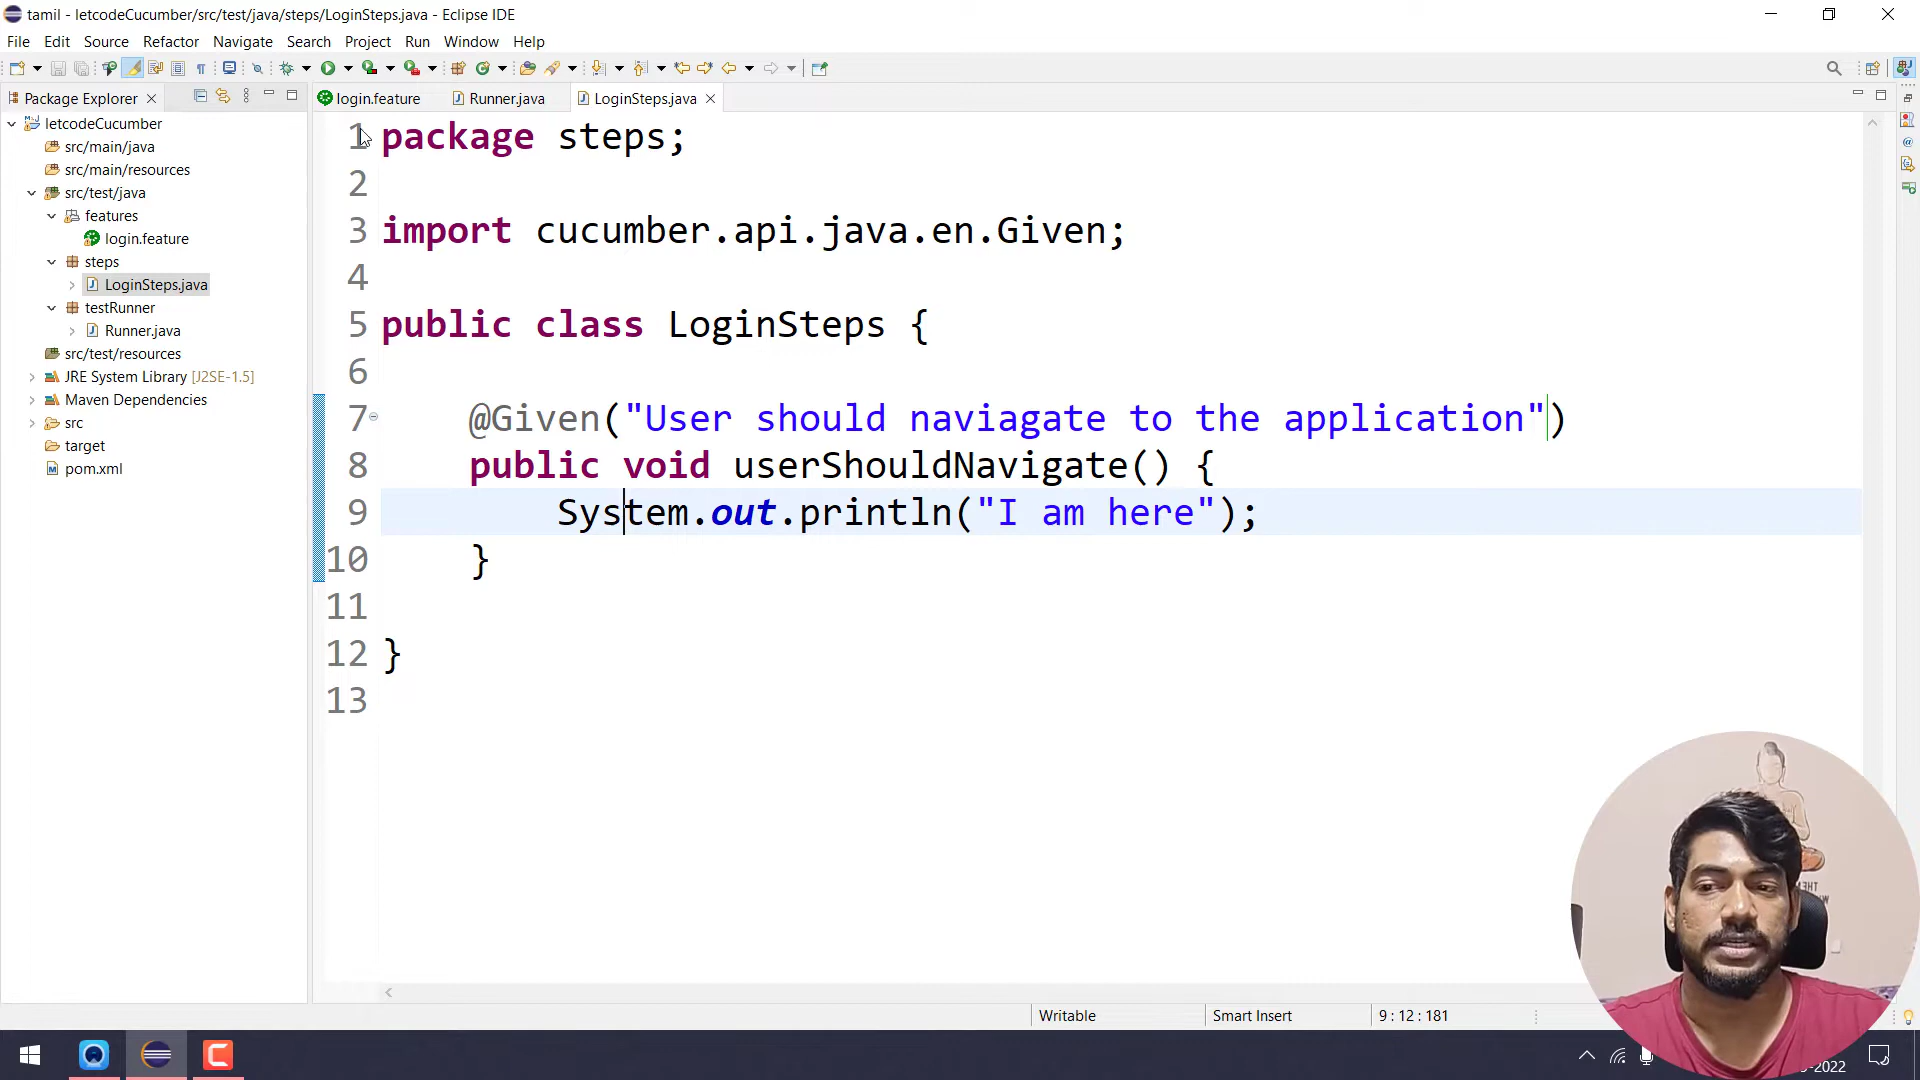 tamil - letcodeCucumber/src/test/java/steps/LoginSteps.java - Eclipse IDE
File Edit Source Refactor Navigate Search Project Run Window Help
Package Explorer
login.feature Runner.java LoginSteps.java
letcodeCucumber
src/main/java
src/main/resources
src/test/java
features
login.feature
steps
LoginSteps.java
testRunner
Runner.java
src/test/resources
JRE System Library [J2SE-1.5]
Maven Dependencies
src
target
pom.xml
1 package steps;
2
3 import cucumber.api.java.en.Given;
4
5 public class LoginSteps {
6
7 @Given("User should naviagate to the application")
8 public void userShouldNavigate() {
9 System.out.println("I am here");
10 }
11
12 }
13
Writable Smart Insert 9 : 12 : 181